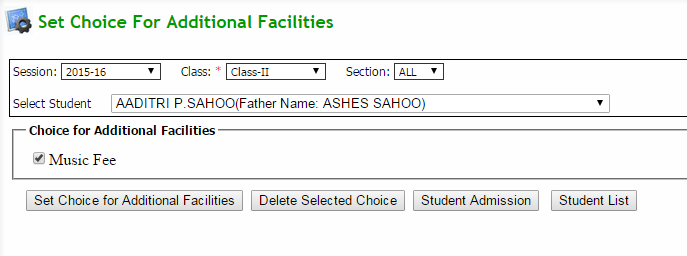 Set Choice For Additional Facilities
Session: 2015-16 Class: * Class-II Section: ALL
Select Student AADITRI P.SAHOO(Father Name: ASHES SAHOO)
Choice for Additional Facilities
Music Fee
Set Choice for Additional Facilities Delete Selected Choice Student Admission Student List